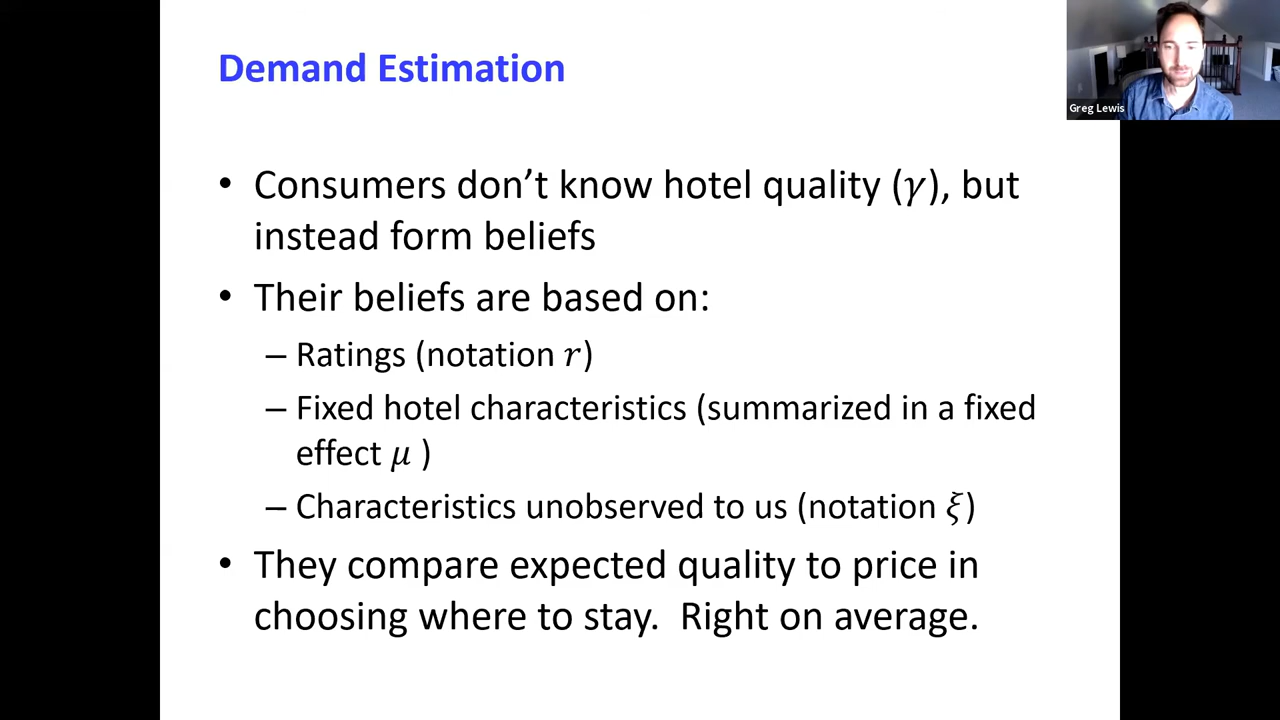 Demand Estimation
Greg Lewis
• Consumers don’t know hotel quality (γ), but
instead form beliefs
• Their beliefs are based on:
– Ratings (notation r)
– Fixed hotel characteristics (summarized in a fixed
effect μ )
– Characteristics unobserved to us (notation ξ)
• They compare expected quality to price in
choosing where to stay.  Right on average.